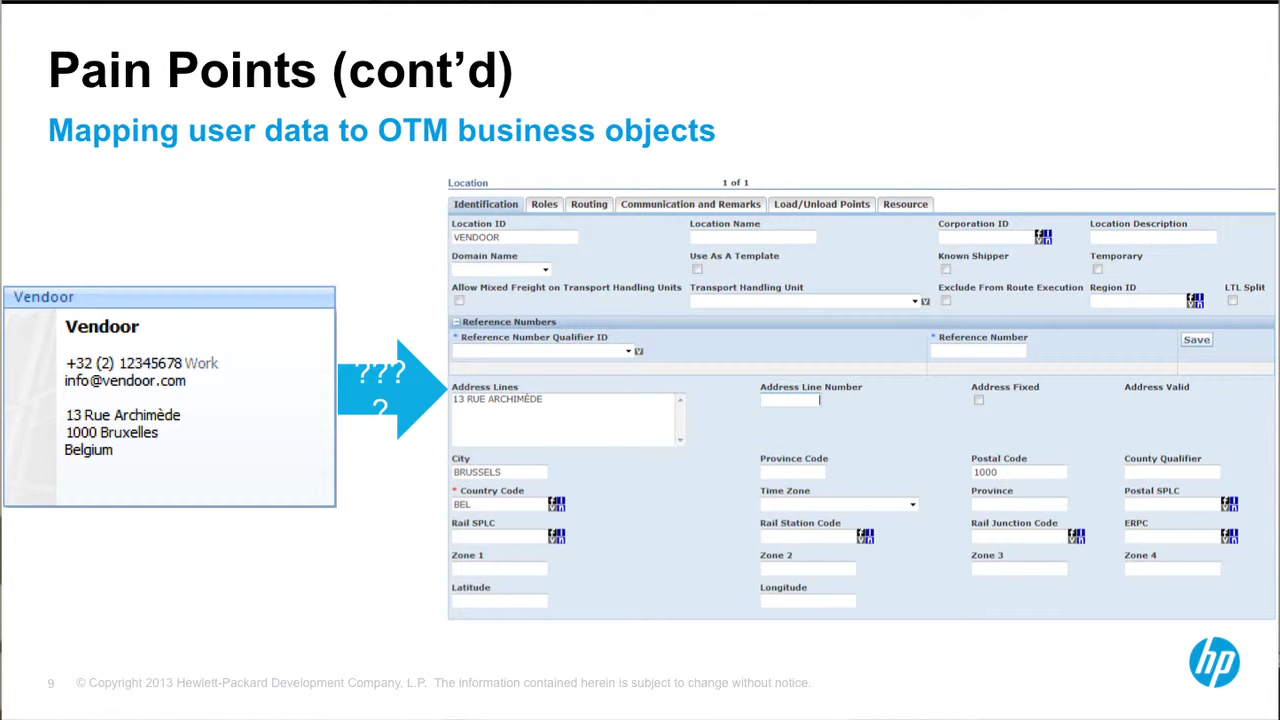 Pain Points (cont’d)
Mapping user data to OTM business objects
Vendoor
Vendoor
+32 (2) 12345678 Work
info@vendoor.com
13 Rue Archimède
1000 Bruxelles
Belgium
???
?
Location 1 of 1
Identification Roles Routing Communication and Remarks Load/Unload Points Resource
Location ID Location Name Corporation ID Location Description
VENDOOR
Domain Name Use As A Template Known Shipper Temporary
Allow Mixed Freight on Transport Handling Units Transport Handling Unit Exclude From Route Execution Region ID LTL Split
Reference Numbers
* Reference Number Qualifier ID * Reference Number Save
Address Lines Address Line Number Address Fixed Address Valid
13 RUE ARCHIMÈDE
City Province Code Postal Code County Qualifier
BRUSSELS 1000
* Country Code Time Zone Province Postal SPLC
BEL
Rail SPLC Rail Station Code Rail Junction Code ERPC
Zone 1 Zone 2 Zone 3 Zone 4
Latitude Longitude
9 © Copyright 2013 Hewlett-Packard Development Company, L.P. The information contained herein is subject to change without notice.
hp